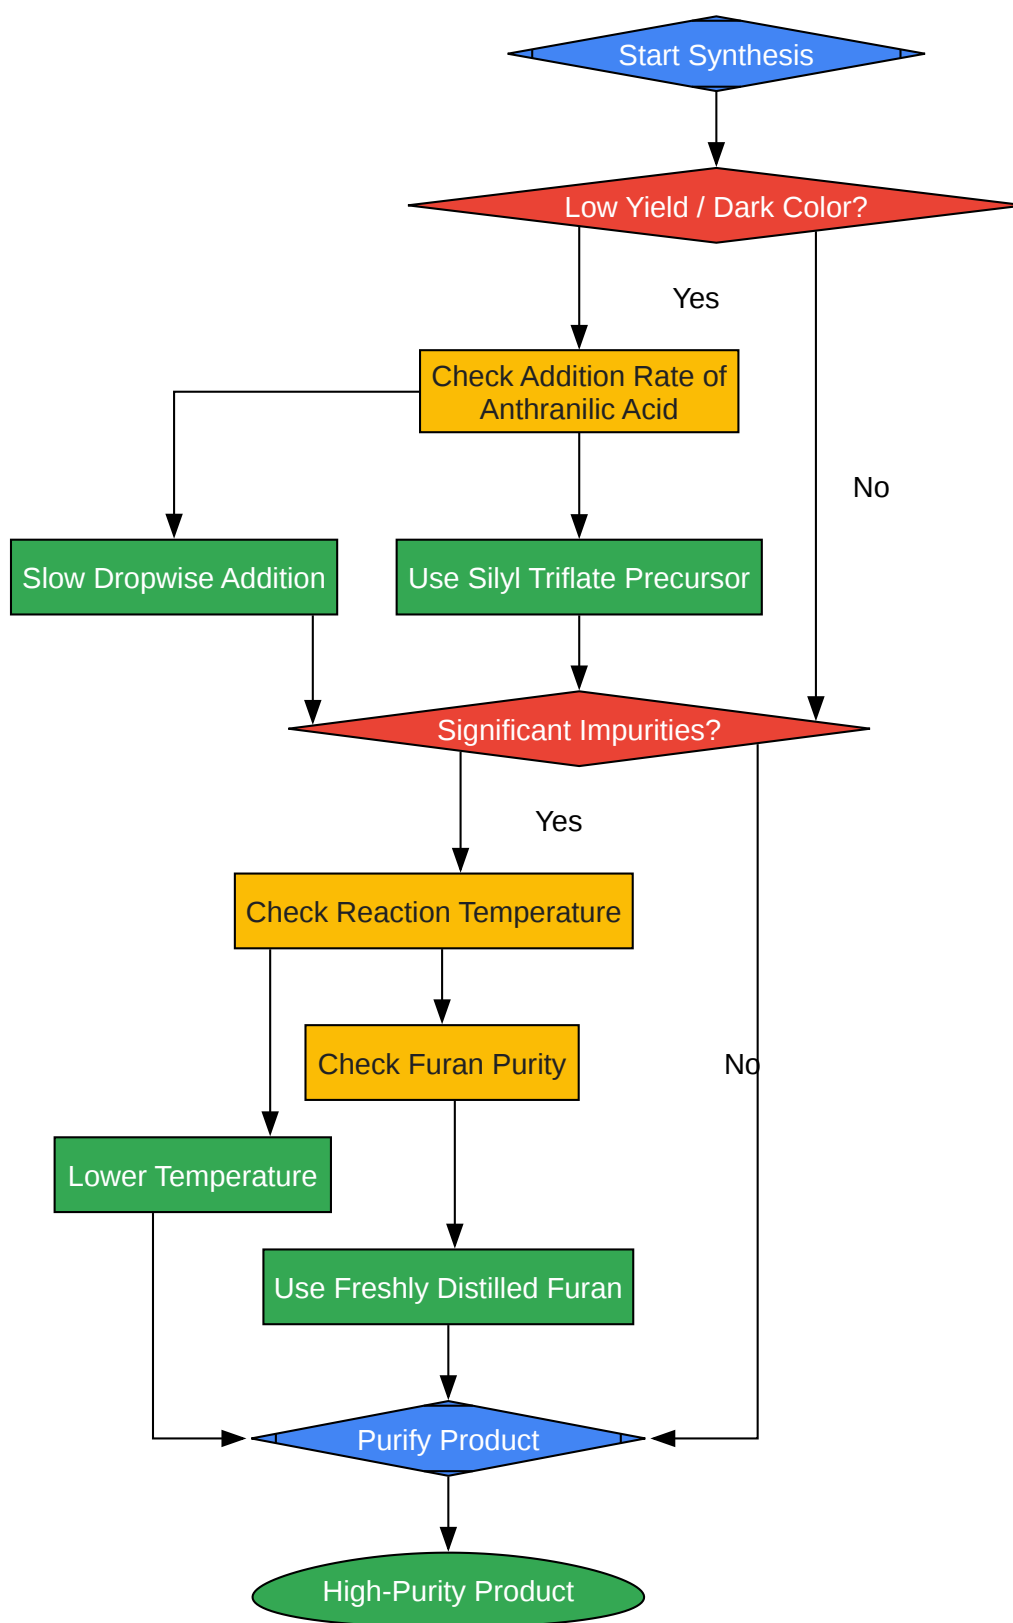 Start Synthesis
Low Yield / Dark Color?
Yes
Check Addition Rate of
Anthranilic Acid
No
Slow Dropwise Addition
Use Silyl Triflate Precursor
Significant Impurities?
Yes
Check Reaction Temperature
Check Furan Purity
No
Lower Temperature
Use Freshly Distilled Furan
Purify Product
High-Purity Product